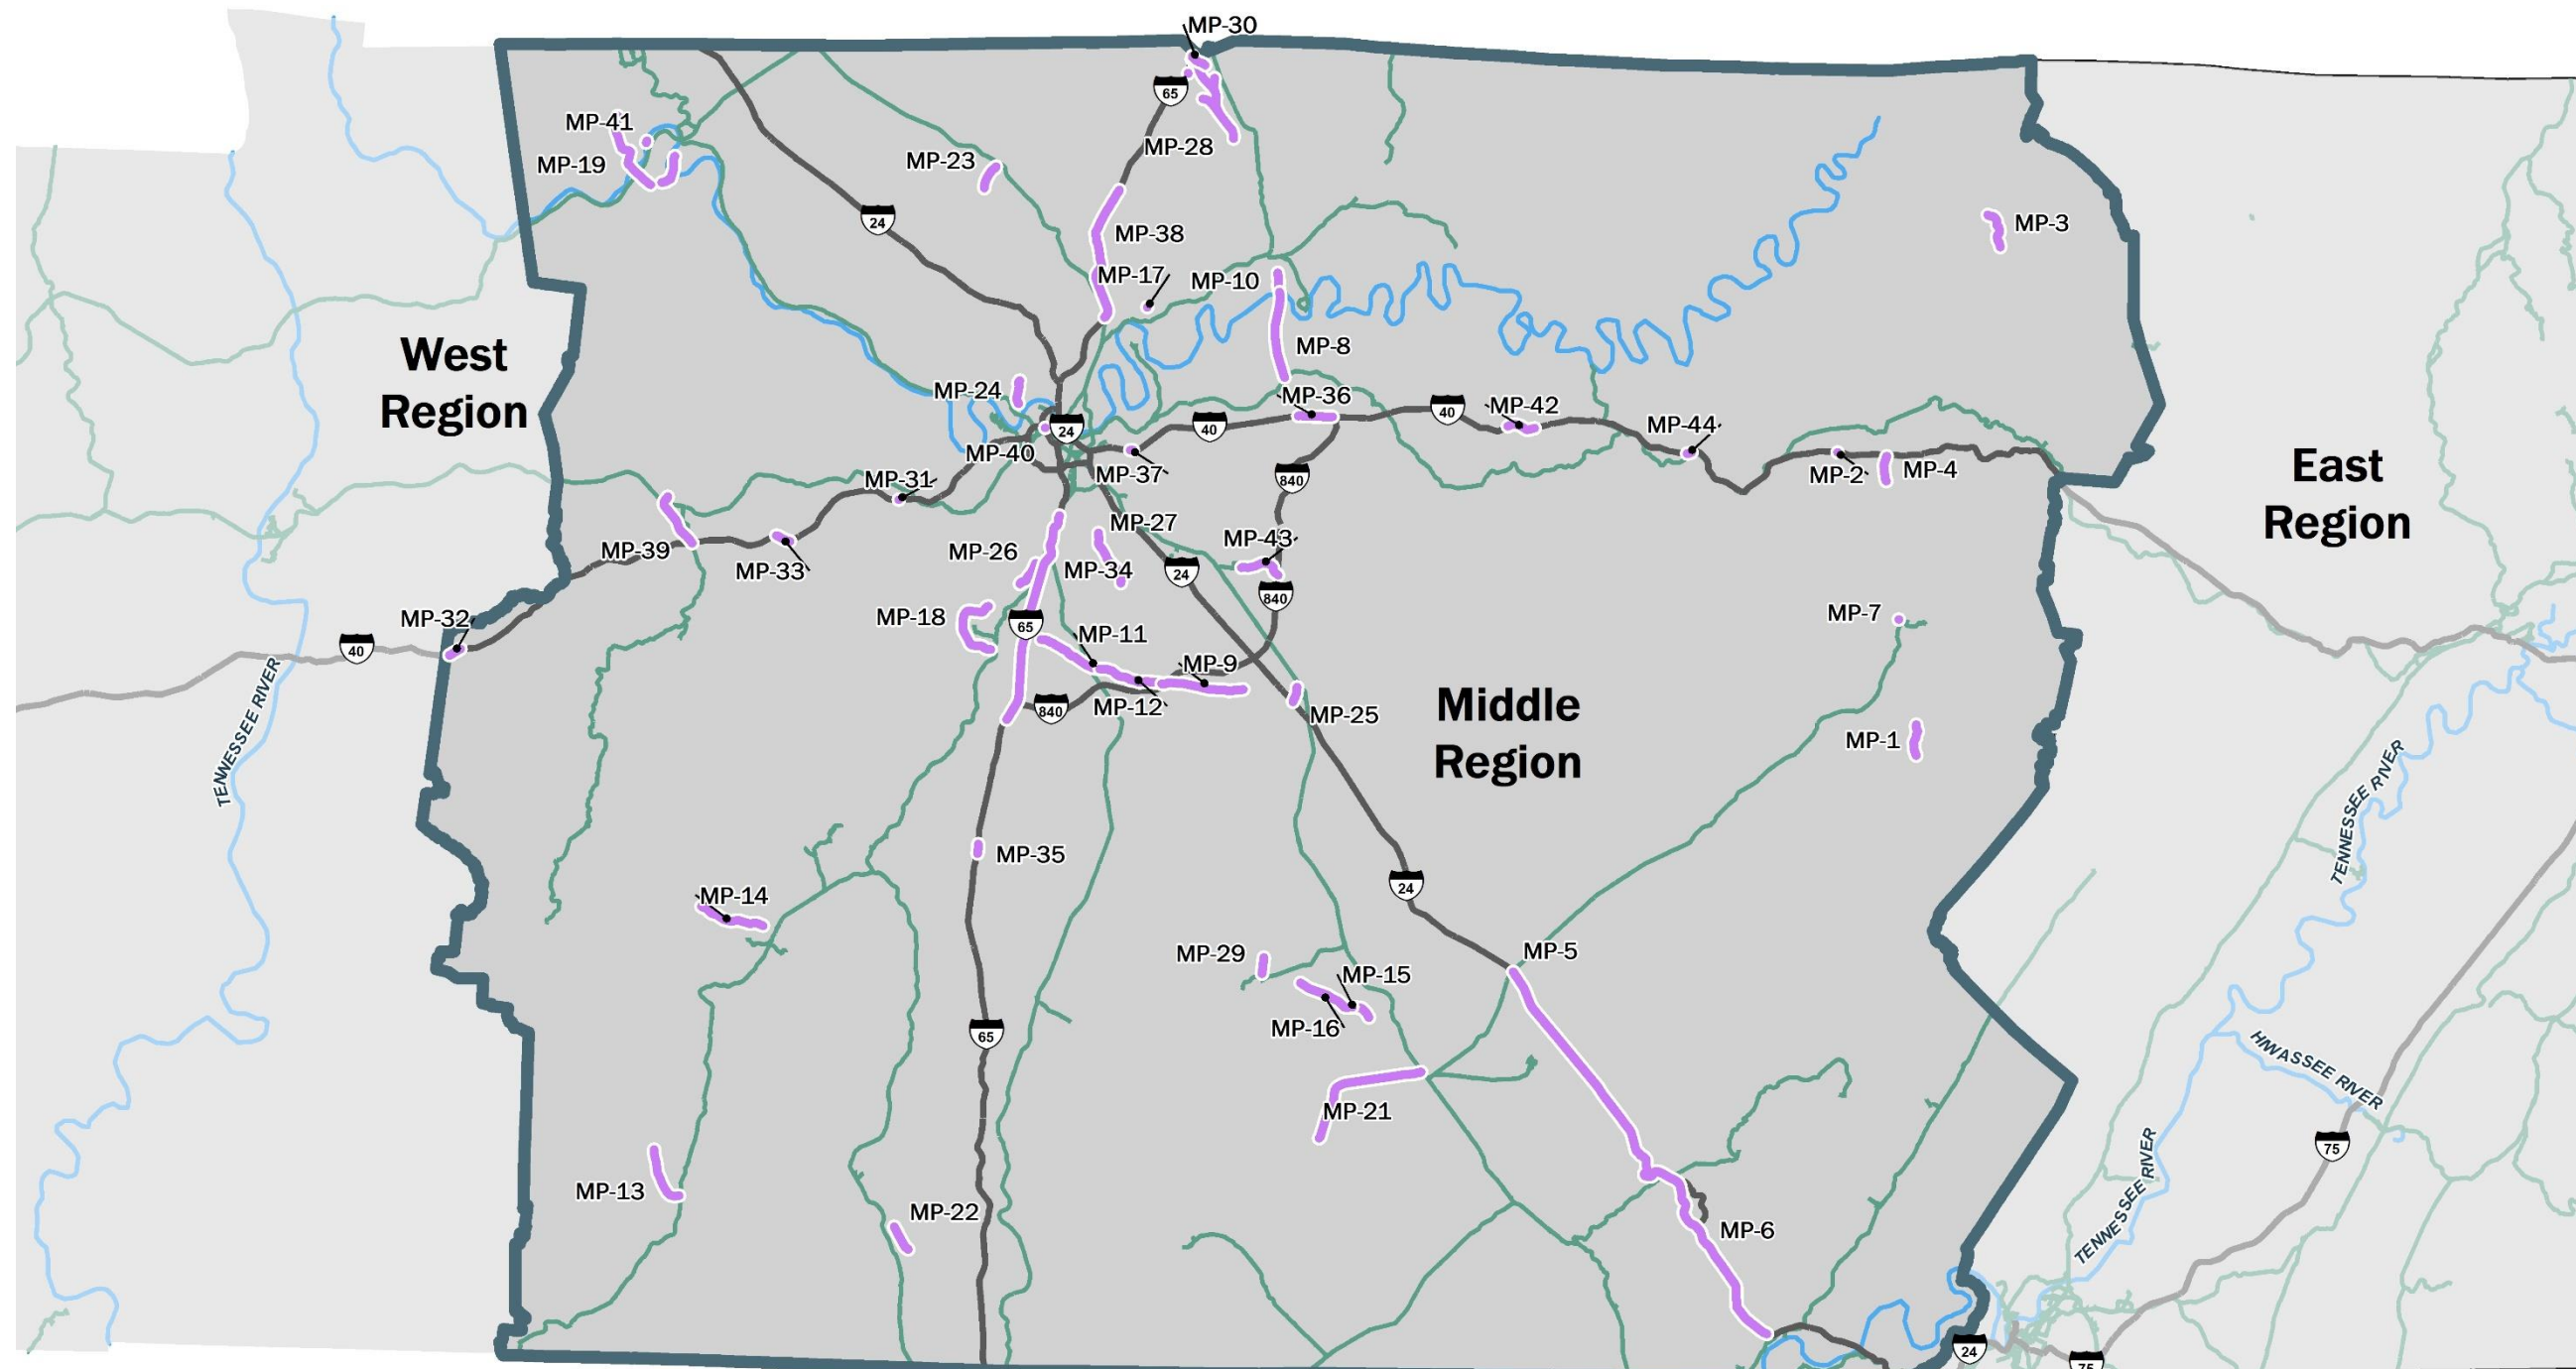 MP-30
65
MP-41
MP-28
MP-23
MP-19
24
MP-3
MP-38
MP-17
MP-10
West
Region
MP-8
MP-24
MP-36
40
MP-42
24
40
MP-44
MP-40
East
Region
MP-37
MP-2
MP-4
MP-31
840
MP-27
MP-43
MP-39
MP-26
MP-33
MP-34
24
840
MP-7
MP-32
MP-18
65
MP-11
40
MP-9
Middle
Region
840
MP-12
MP-25
MP-1
TENNESSEE RIVER
TENNESSEE RIVER
MP-35
24
MP-14
MP-5
MP-29
MP-15
MP-16
65
HIWASSEE RIVER
MP-21
75
TENNESSEE RIVER
MP-13
MP-22
MP-6
24
75